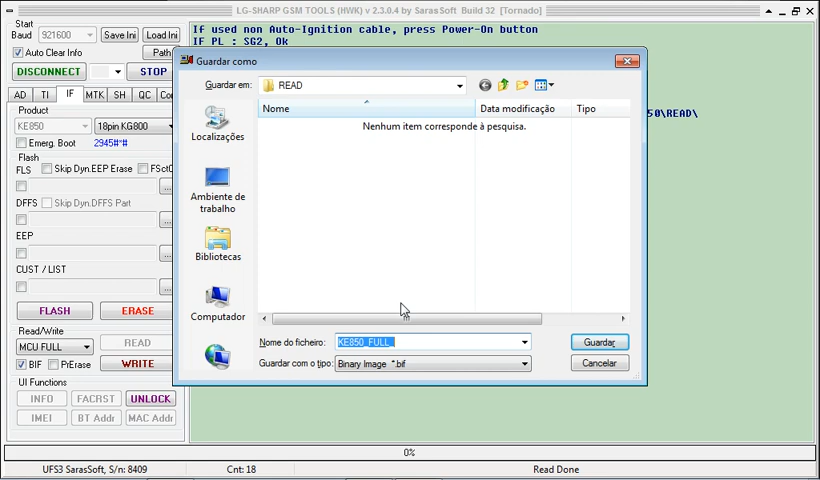 LG-SHARP GSM TOOLS (HWK) v 2.3.0.4 by SarasSoft Build 32 [Tornado]
Start
Baud 921600 Save Ini Load Ini
Auto Clear Info Path
DISCONNECT STOP
AD TI IF MTK SH QC Con
Product
KE850 18pin KG800
Emerg. Boot 2945#*#
Flash
FLS Skip Dyn.EEP Erase FSct
...
DFFS Skip Dyn.DFFS Part
...
EEP
...
CUST / LIST
...
FLASH ERASE
Read/Write
MCU FULL READ
BIF PrErase WRITE
UI Functions
INFO FACRST UNLOCK
IMEI BT Addr MAC Addr
If used non Auto-Ignition cable, press Power-On button
If PL : SG2, Ok
50\READ\
Guardar como
Guardar em: READ
Nome Data modificação Tipo
Nenhum item corresponde à pesquisa.
Localizações
Ambiente de
trabalho
Bibliotecas
Computador
Nome do ficheiro: KE850_FULL_
Guardar
Guardar com o tipo: Binary Image *.bif
Cancelar
0%
UFS3 SarasSoft, S/n: 8409 Cnt: 18 Read Done